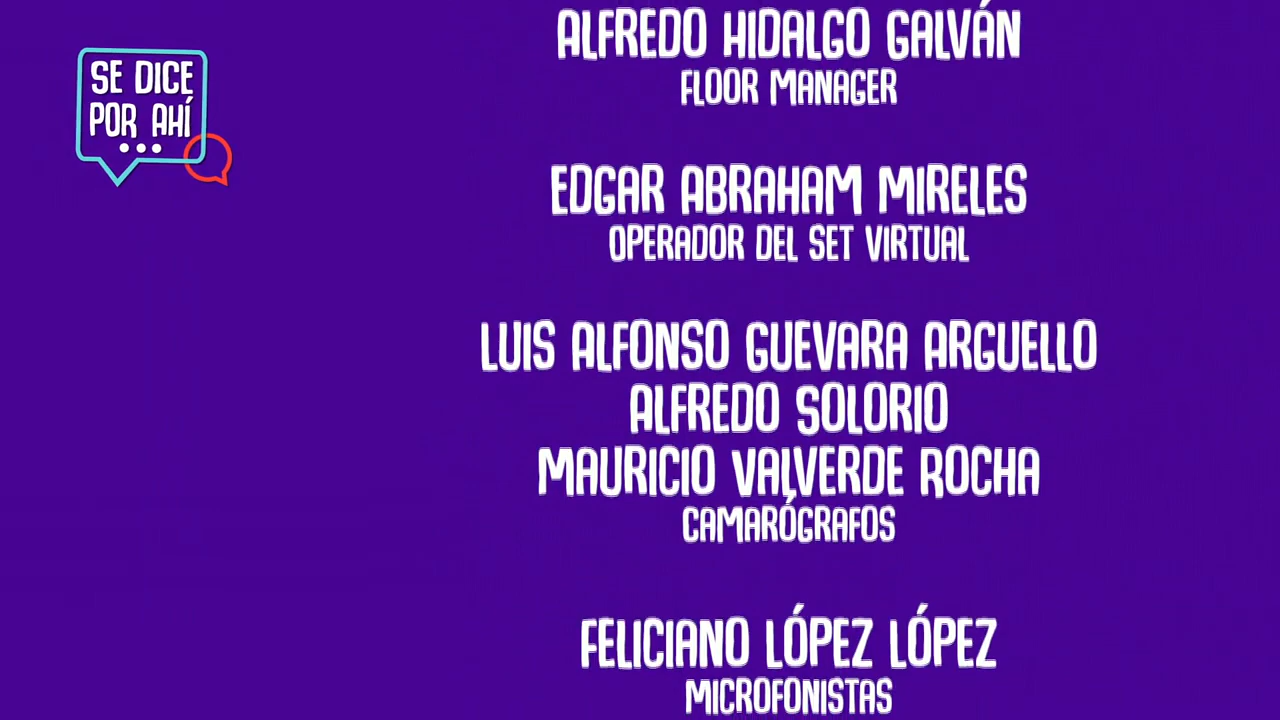 SE DICE
POR AHÍ
...
ALFREDO HIDALGO GALVÁN
FLOOR MANAGER
EDGAR ABRAHAM MIRELES
OPERADOR DEL SET VIRTUAL
LUIS ALFONSO GUEVARA ARGUELLO
ALFREDO SOLORIO
MAURICIO VALVERDE ROCHA
CAMARÓGRAFOS
FELICIANO LÓPEZ LÓPEZ
MICROFONISTAS